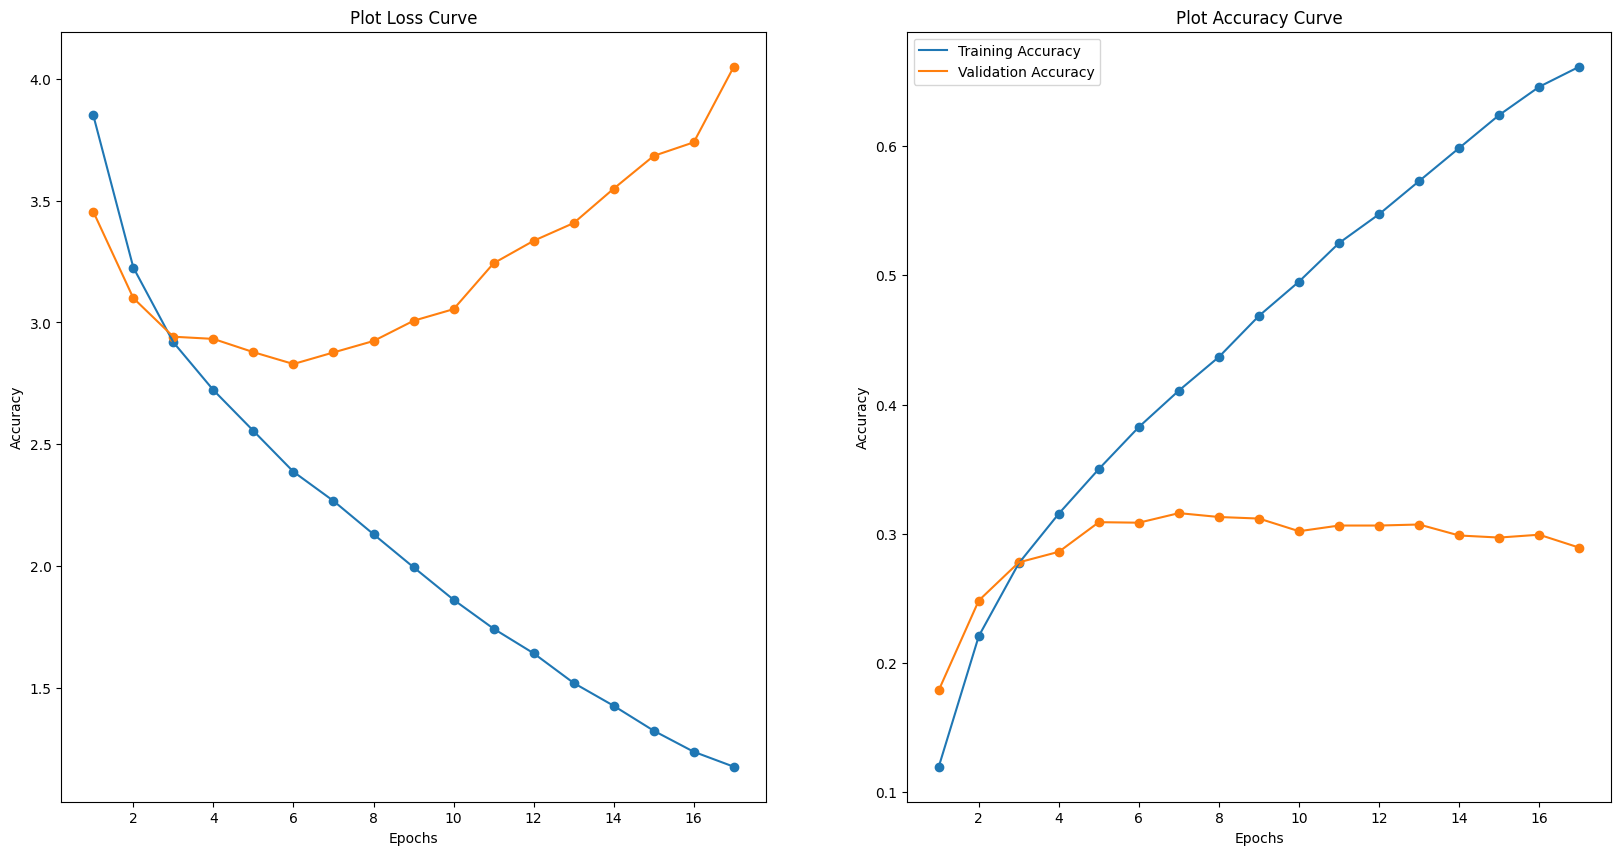 Plot Loss Curve
4.0
3.5
3.0
2.5
2.0
1.5
Accuracy
2 4 6 8 10 12 14 16
Epochs
Plot Accuracy Curve
Training Accuracy
Validation Accuracy
0.6
0.5
0.4
0.3
0.2
0.1
Accuracy
2 4 6 8 10 12 14 16
Epochs